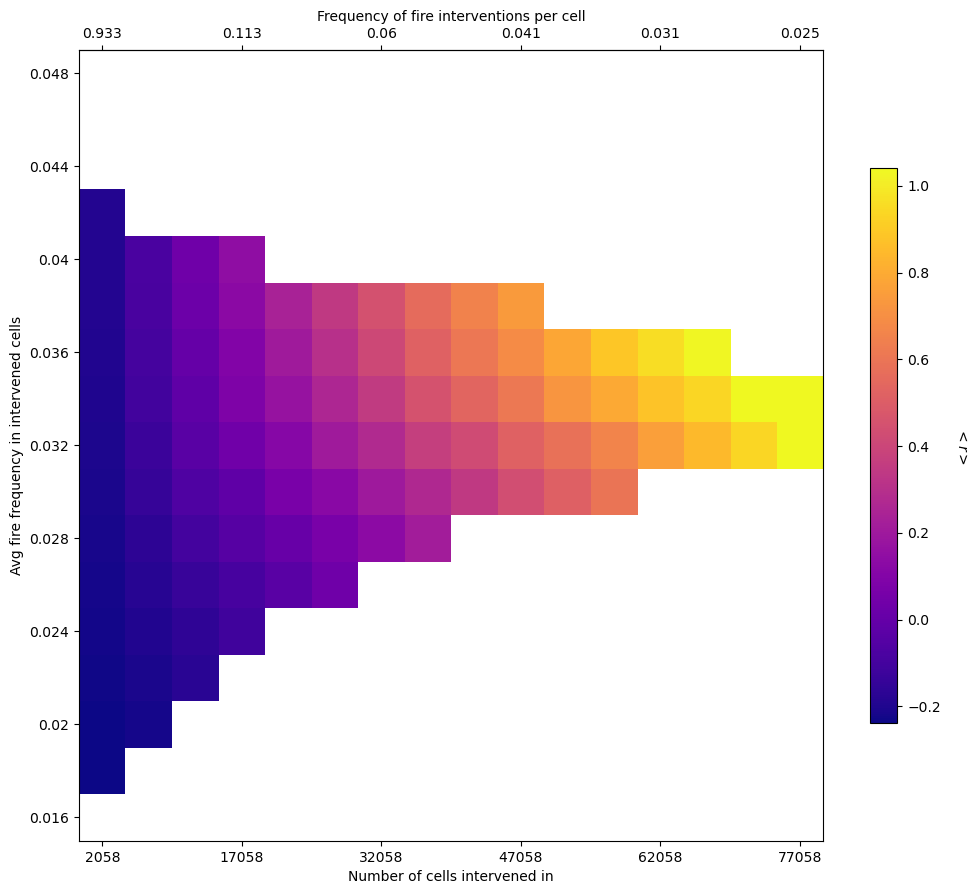 Frequency of fire interventions per cell
0.933 0.113 0.06 0.041 0.031 0.025
0.048
0.044
0.04
0.036
0.032
0.028
0.024
0.02
0.016
Avg fire frequency in intervened cells
2058 17058 32058 47058 62058 77058
Number of cells intervened in
1.0
0.8
0.6
0.4
0.2
0.0
−0.2
< r >